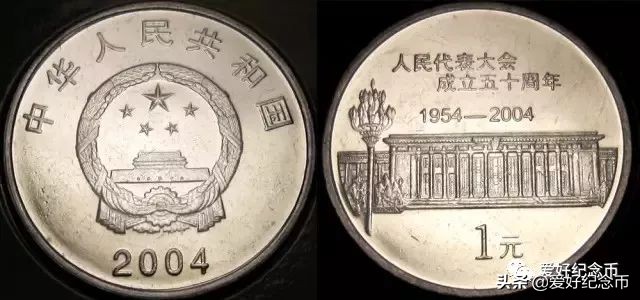 中华人民共和国
2004
人民代表大会
成立五十周年
1954—2004
1元
爱好纪念币
头条@爱好纪念币